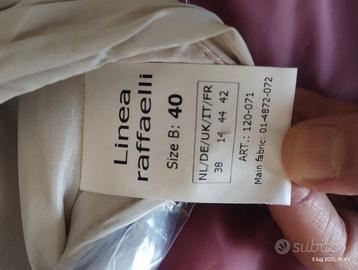 Linea
raffaelli
Size B: 40
NL/DE/UK/IT/FR
38 14 44 42
ART.: 120-071
Main fabric: 01-4872-072
subito
5 lug 2025, 16:43